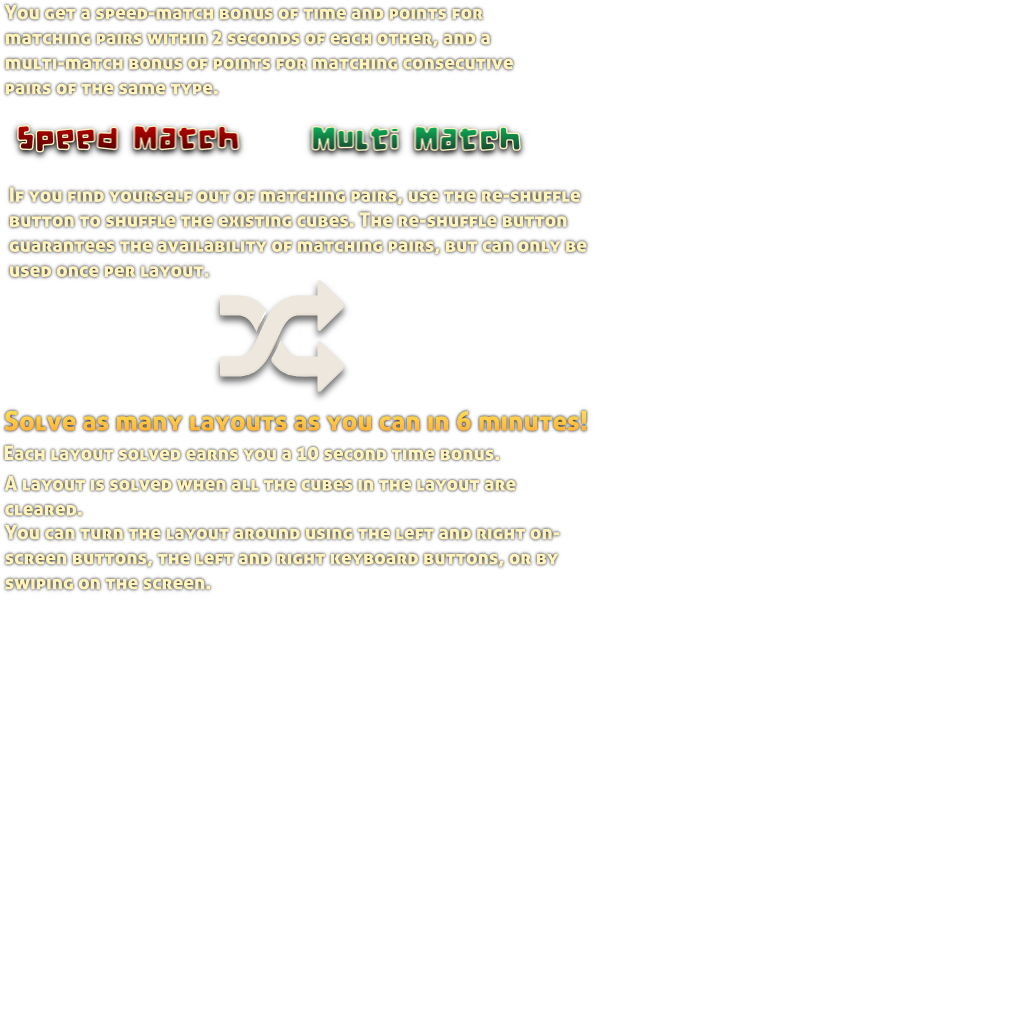 You get a speed-match bonus of time and points for
matching pairs within 2 seconds of each other, and a
multi-match bonus of points for matching consecutive
pairs of the same type.
Speed Match Multi Match
If you find yourself out of matching pairs, use the re-shuffle
button to shuffle the existing cubes. The re-shuffle button
guarantees the availability of matching pairs, but can only be
used once per layout.
Solve as many layouts as you can in 6 minutes!
Each layout solved earns you a 10 second time bonus.
A layout is solved when all the cubes in the layout are
cleared.
You can turn the layout around using the left and right on-
screen buttons, the left and right keyboard buttons, or by
swiping on the screen.